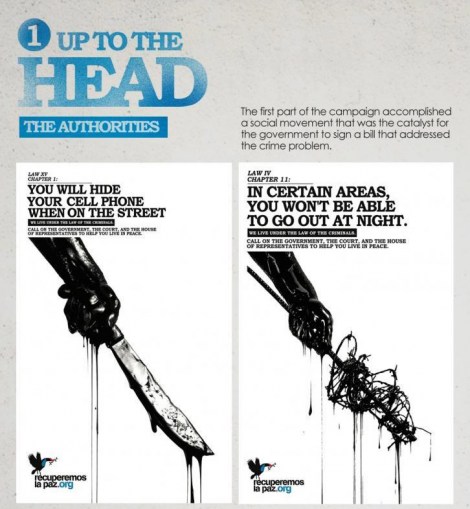 1 UP TO THE
HEAD
THE AUTHORITIES
The first part of the campaign accomplished
a social movement that was the catalyst for
the government to sign a bill that addressed
the crime problem.
LAW XV
CHAPTER 1:
YOU WILL HIDE
YOUR CELL PHONE
WHEN ON THE STREET
WE LIVE UNDER THE LAW OF THE CRIMINALS.
CALL ON THE GOVERNMENT, THE COURT, AND THE HOUSE
OF REPRESENTATIVES TO HELP YOU LIVE IN PEACE.
recuperemos
la paz.org
LAW IV
CHAPTER 11:
IN CERTAIN AREAS,
YOU WON'T BE ABLE
TO GO OUT AT NIGHT.
WE LIVE UNDER THE LAW OF THE CRIMINALS.
CALL ON THE GOVERNMENT, THE COURT, AND THE HOUSE
OF REPRESENTATIVES TO HELP YOU LIVE IN PEACE.
recuperemos
la paz.org